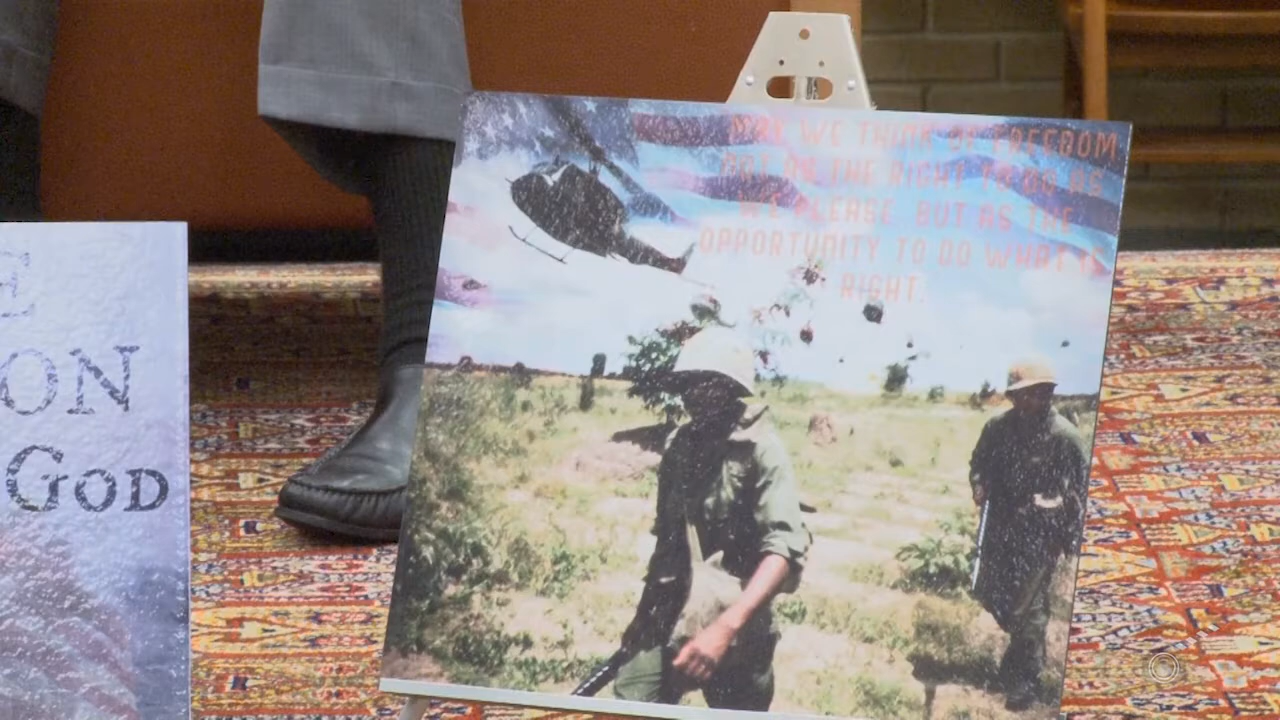 E
ON
GOD
MAY WE THINK OF FREEDOM
NOT AS THE RIGHT TO DO AS
WE PLEASE BUT AS THE
OPPORTUNITY TO DO WHAT IS
RIGHT.